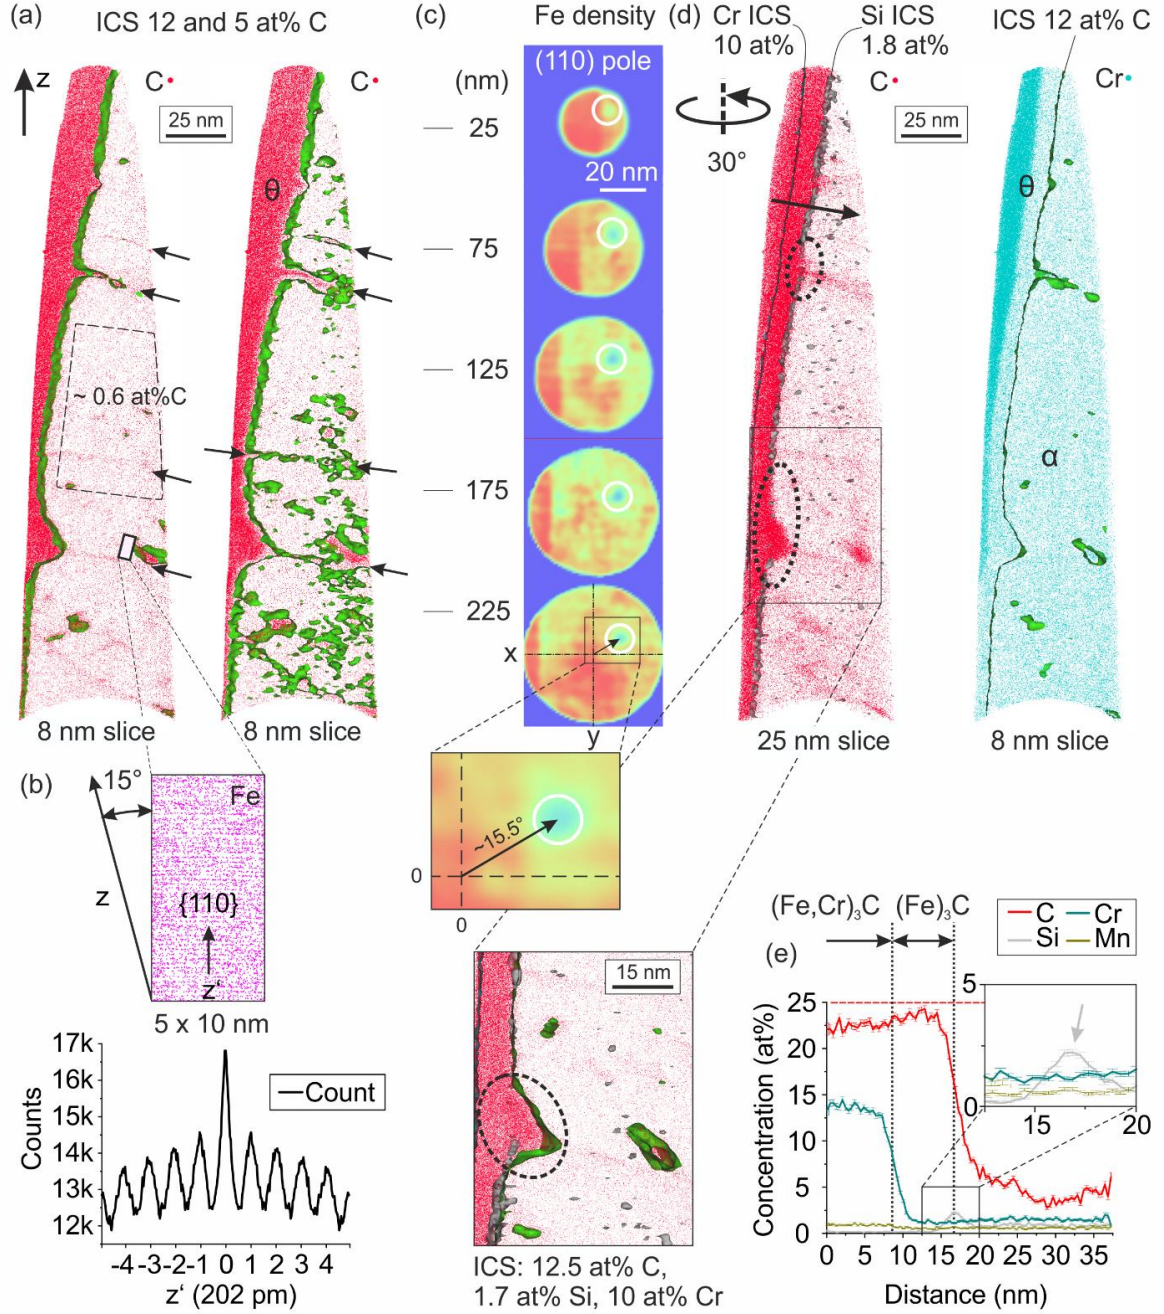 (a)
ICS 12 and 5 at% C
z
C
25 nm
C
θ
~ 0.6 at%C
8 nm slice
8 nm slice
(b)
15°
Fe
z
{110}
z'
5 x 10 nm
17k
16k
15k
14k
13k
12k
Counts
Count
-4 -3 -2 -1 0 1 2 3 4
z' (202 pm)
(c)
Fe density
(nm)
(110) pole
25
20 nm
75
125
175
225
x
y
~15.5°
0
0
(d)
Cr ICS
10 at%
Si ICS
1.8 at%
C
25 nm
30°
25 nm slice
ICS 12 at% C
Cr
θ
α
8 nm slice
15 nm
ICS: 12.5 at% C,
1.7 at% Si, 10 at% Cr
(e)
(Fe,Cr)₃C
(Fe)₃C
C Cr
Si Mn
25
20
15
10
5
0
Concentration (at%)
0 5 10 15 20 25 30 35
Distance (nm)
5
0
15 20